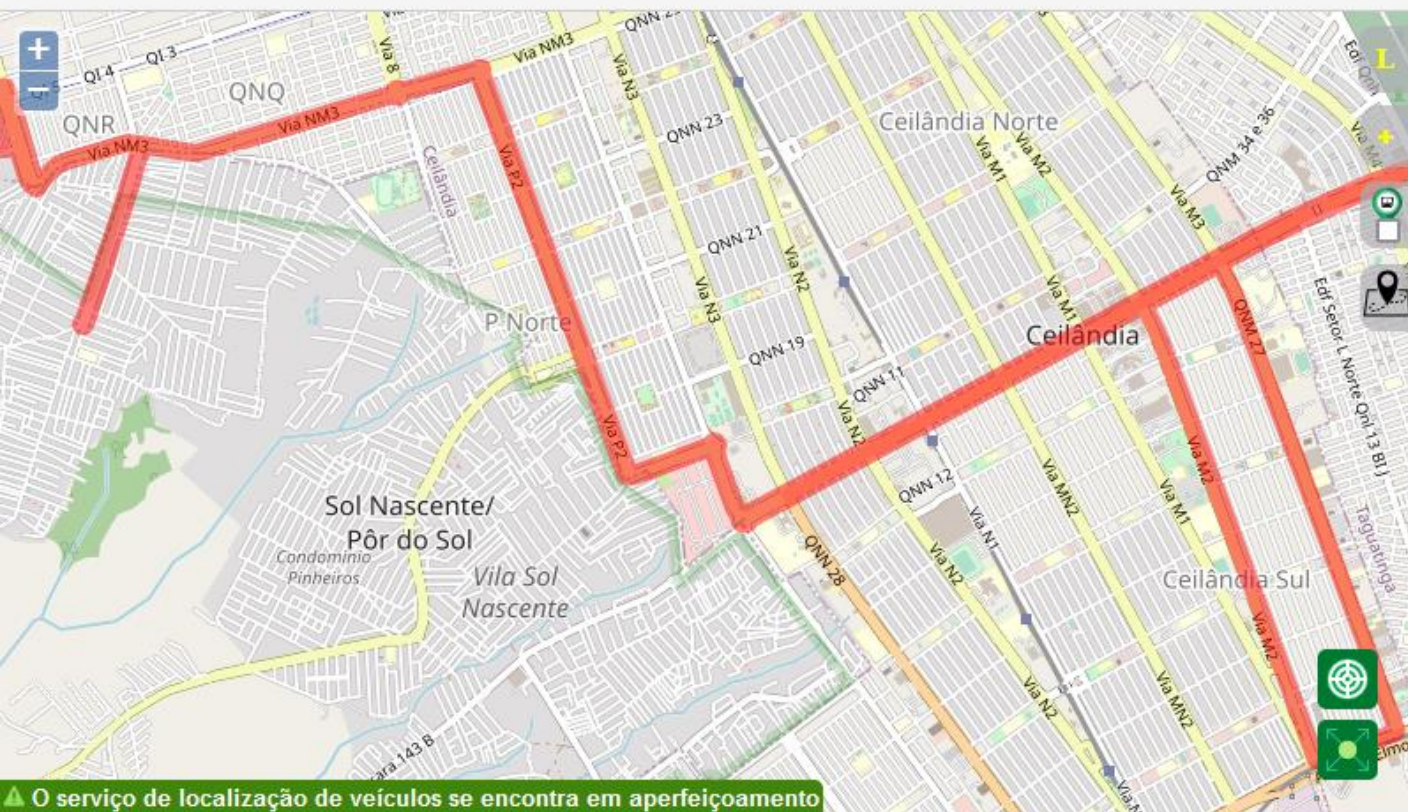 +
−
QI 4
QI 3
QNQ
QNR
Via 8
Via NM3
Via NM3
Via NM3
Via N3
QNN 23
Via P2
Ceilândia
Ceilândia Norte
QNM 34 e 36
Via M1
Via M2
Via M3
L
+
QNN 21
Via N2
Via N3
P Norte
QNN 19
Via M1
Ceilândia
QNM 27
Edf Setor L Norte Qnl 13 Bl J
QNN 11
Via N2
Via P2
Via M2
Via MN2
Via M1
QNN 12
Via N1
Sol Nascente/
Pôr do Sol
Condomínio
Pinheiros
Vila Sol
Nascente
QNN 28
Via N2
Ceilândia Sul
Taguatinga
Via M2
Via N2
Via MN2
O serviço de localização de veículos se encontra em aperfeiçoamento